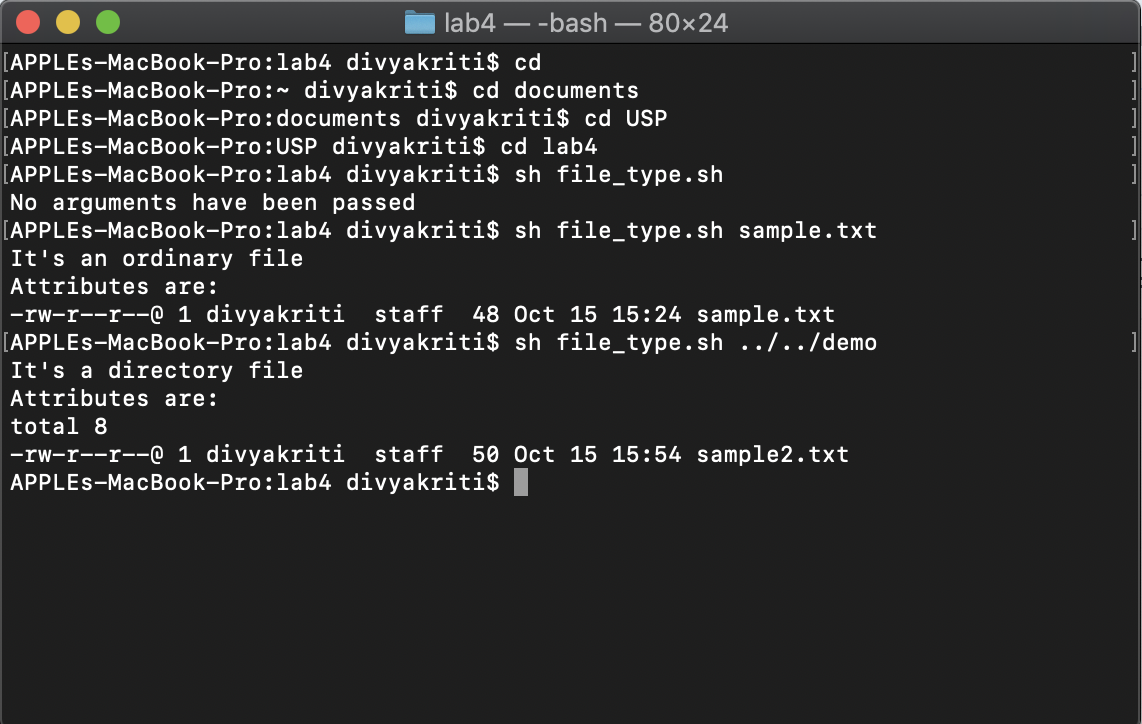 lab4 — -bash — 80×24
[APPLEs-MacBook-Pro:lab4 divyakriti$ cd ]
[APPLEs-MacBook-Pro:~ divyakriti$ cd documents ]
[APPLEs-MacBook-Pro:documents divyakriti$ cd USP ]
[APPLEs-MacBook-Pro:USP divyakriti$ cd lab4 ]
[APPLEs-MacBook-Pro:lab4 divyakriti$ sh file_type.sh ]
No arguments have been passed
[APPLEs-MacBook-Pro:lab4 divyakriti$ sh file_type.sh sample.txt ]
It's an ordinary file
Attributes are:
-rw-r--r--@ 1 divyakriti  staff  48 Oct 15 15:24 sample.txt
[APPLEs-MacBook-Pro:lab4 divyakriti$ sh file_type.sh ../../demo ]
It's a directory file
Attributes are:
total 8
-rw-r--r--@ 1 divyakriti  staff  50 Oct 15 15:54 sample2.txt
APPLEs-MacBook-Pro:lab4 divyakriti$